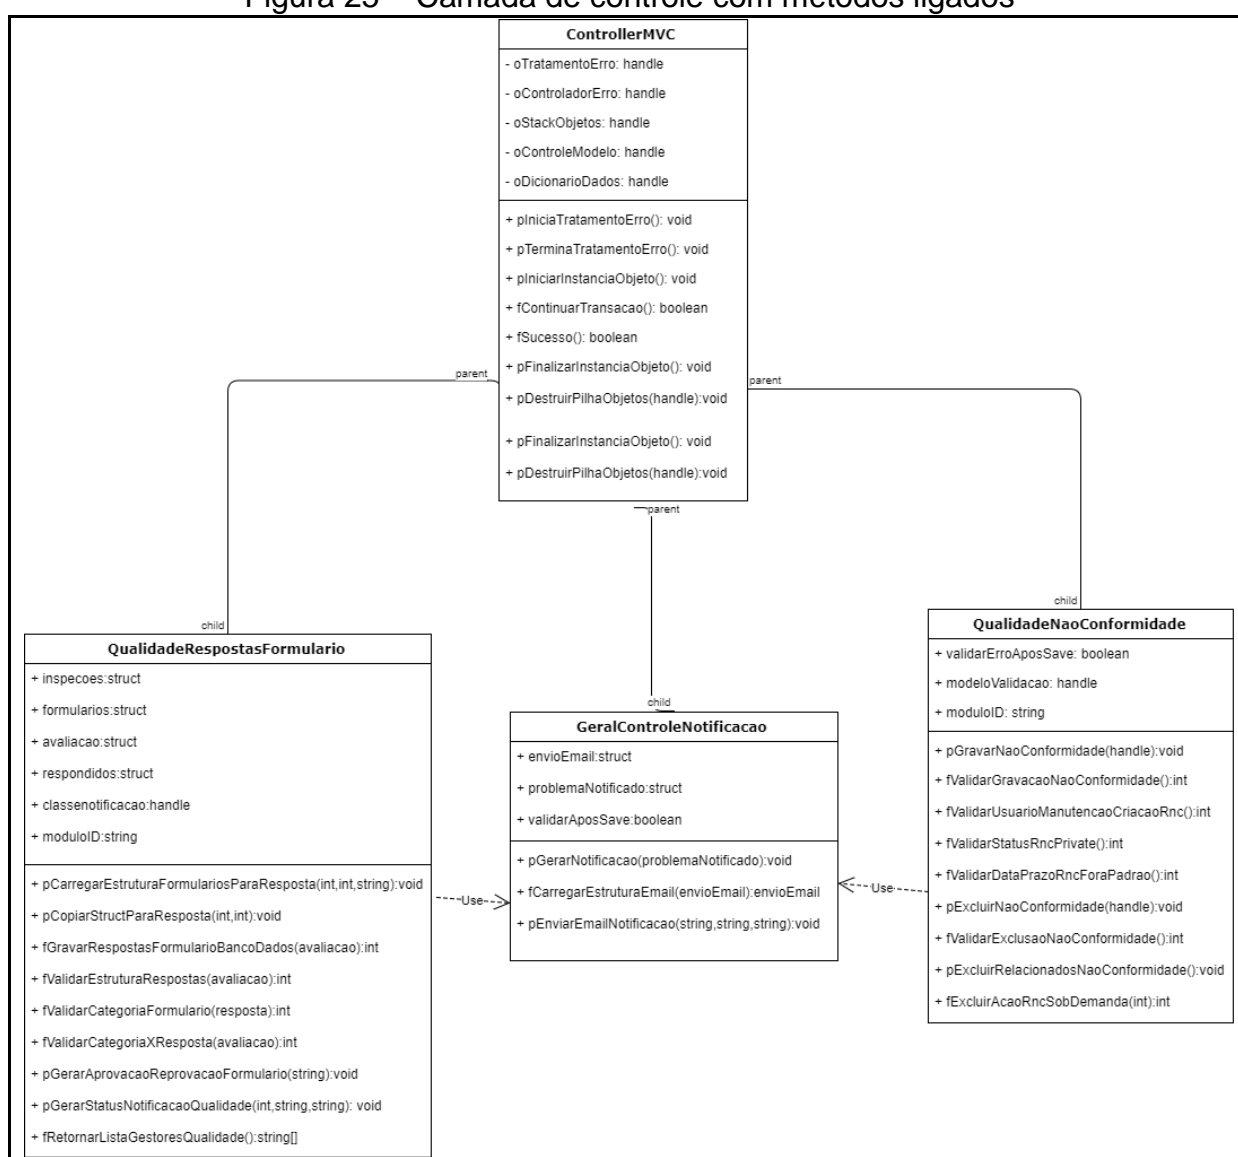 Figura 25 – Camada de controle com métodos ligados
ControllerMVC
- oTratamentoErro: handle
- oControladorErro: handle
- oStackObjetos: handle
- oControleModelo: handle
- oDicionarioDados: handle
+ pIniciaTratamentoErro(): void
+ pTerminaTratamentoErro(): void
+ pIniciarInstanciaObjeto(): void
+ fContinuarTransacao(): boolean
+ fSucesso(): boolean
+ pFinalizarInstanciaObjeto(): void
+ pDestruirPilhaObjetos(handle):void
+ pFinalizarInstanciaObjeto(): void
+ pDestruirPilhaObjetos(handle):void
parent
parent
parent
child
child
child
QualidadeRespostasFormulario
+ inspecoes:struct
+ formulários:struct
+ avaliacao:struct
+ respondidos:struct
+ classenotificacao:handle
+ moduloID:string
+ pCarregarEstruturaFormulariosParaResposta(int,int,string):void
+ pCopiarStructParaResposta(int,int):void
+ fGravarRespostasFormularioBancoDados(avaliacao):int
+ fValidarEstruturaRespostas(avaliacao):int
+ fValidarCategoriaFormulario(resposta):int
+ fValidarCategoriaXResposta(avaliacao):int
+ pGerarAprovacaoReprovacaoFormulario(string):void
+ pGerarStatusNotificacaoQualidade(int,string,string): void
+ fRetornarListaGestoresQualidade():string[]
Use
GeralControleNotificacao
+ envioEmail:struct
+ problemaNotificado:struct
+ validarAposSave:boolean
+ pGerarNotificacao(problemaNotificado):void
+ fCarregarEstruturaEmail(envioEmail):envioEmail
+ pEnviarEmailNotificacao(string,string,string):void
Use
QualidadeNaoConformidade
+ validarErroAposSave: boolean
+ modeloValidacao: handle
+ moduloID: string
+ pGravarNaoConformidade(handle):void
+ fValidarGravacaoNaoConformidade():int
+ fValidarUsuarioManutencaoCriacaoRnc():int
+ fValidarStatusRncPrivate():int
+ fValidarDataPrazoRncForaPadrao():int
+ pExcluirNaoConformidade(handle):void
+ fValidarExclusaoNaoConformidade():int
+ pExcluirRelacionadosNaoConformidade():void
+ fExcluirAcaoRncSobDemanda(int):int